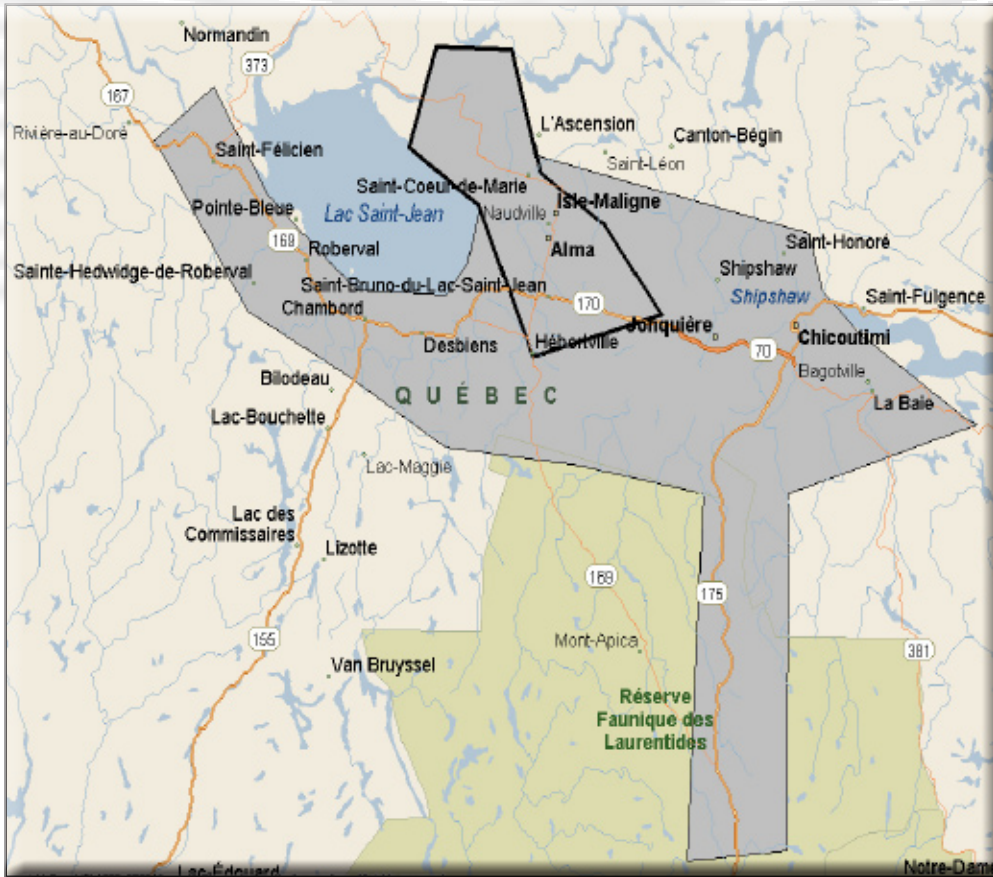 Normandin
373
167
Rivière-au-Doré
L'Ascension
Canton-Bégin
Saint-Félicien
Saint-Léon
Saint-Coeur-de-Marie
Pointe-Bleue
Lac Saint-Jean
Naudville
Isle-Maligne
169
Roberval
Alma
Saint-Honoré
Sainte-Hedwidge-de-Roberval
Saint-Bruno-du-Lac-Saint-Jean
Shipshaw
Shipshaw
Saint-Fulgence
Chambord
170
Desbiens
Hébertville
Jonquière
70
Chicoutimi
Bagotville
Bilodeau
QUÉBEC
La Baie
Lac-Bouchette
Lac-Maggie
Lac des
Commissaires
Lizotte
169
175
155
Mont-Apica
381
Van Bruyssel
Réserve
Faunique des
Laurentides
Lac-Édouard
Notre-Dame